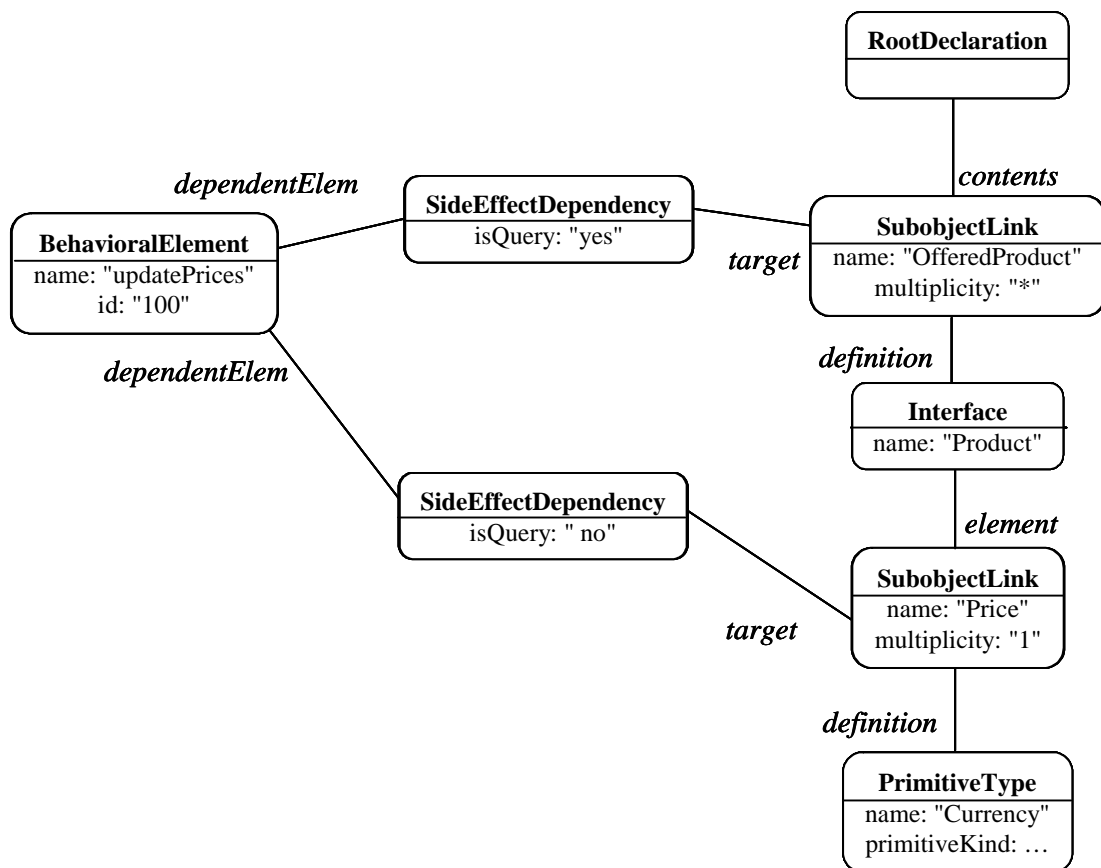 RootDeclaration
contents
dependentElem
SideEffectDependency
isQuery: "yes"
target
SubobjectLink
name: "OfferedProduct"
multiplicity: "*"
BehavioralElement
name: "updatePrices"
id: "100"
dependentElem
definition
Interface
name: "Product"
element
SideEffectDependency
isQuery: " no"
target
SubobjectLink
name: "Price"
multiplicity: "1"
definition
PrimitiveType
name: "Currency"
primitiveKind: …